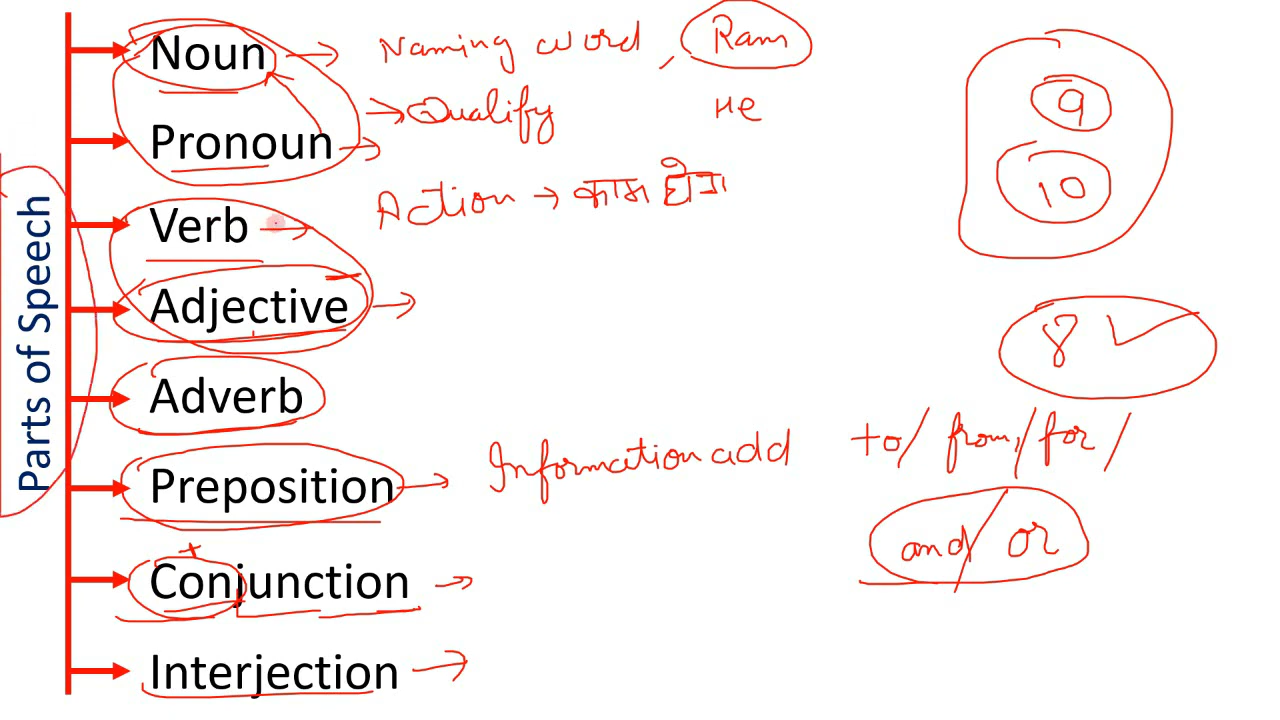 Parts of Speech
Noun → Naming word, Ram
9
Pronoun → → Qualify He
10
Verb → Action → काम होना
Adjective →
8 ✓
Adverb
Preposition → Information add to/ from/ for/
and/ or
+
Conjunction →
Interjection →